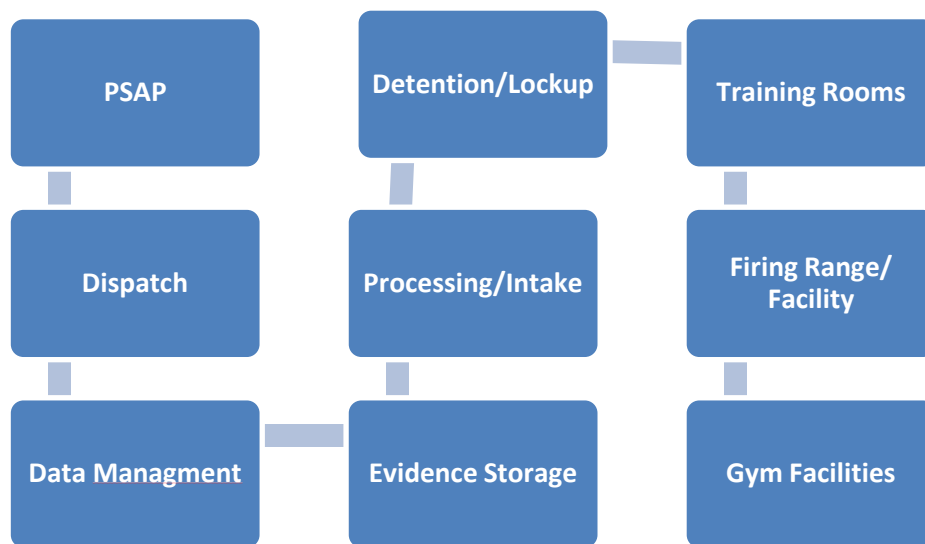 PSAP
Dispatch
Data Managment
Evidence Storage
Processing/Intake
Detention/Lockup
Training Rooms
Firing Range/
Facility
Gym Facilities